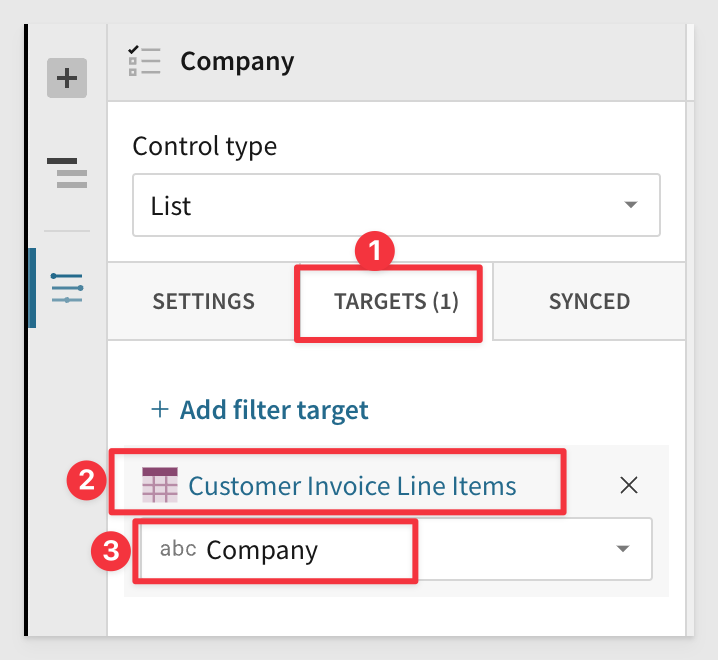 Company
Control type
List
1
SETTINGS TARGETS (1) SYNCED
+ Add filter target
2 Customer Invoice Line Items
3 abc Company